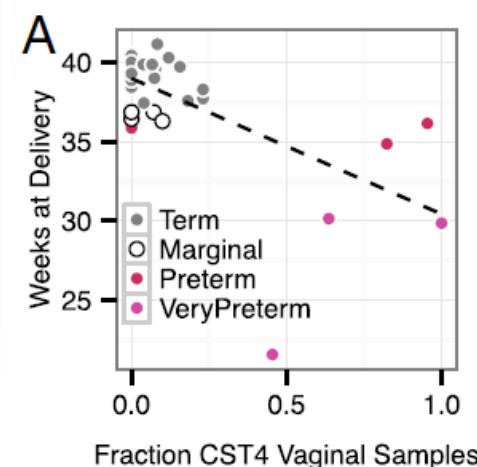 A
Weeks at Delivery
40
35
30
25
Term
Marginal
Preterm
VeryPreterm
0.0 0.5 1.0
Fraction CST4 Vaginal Samples